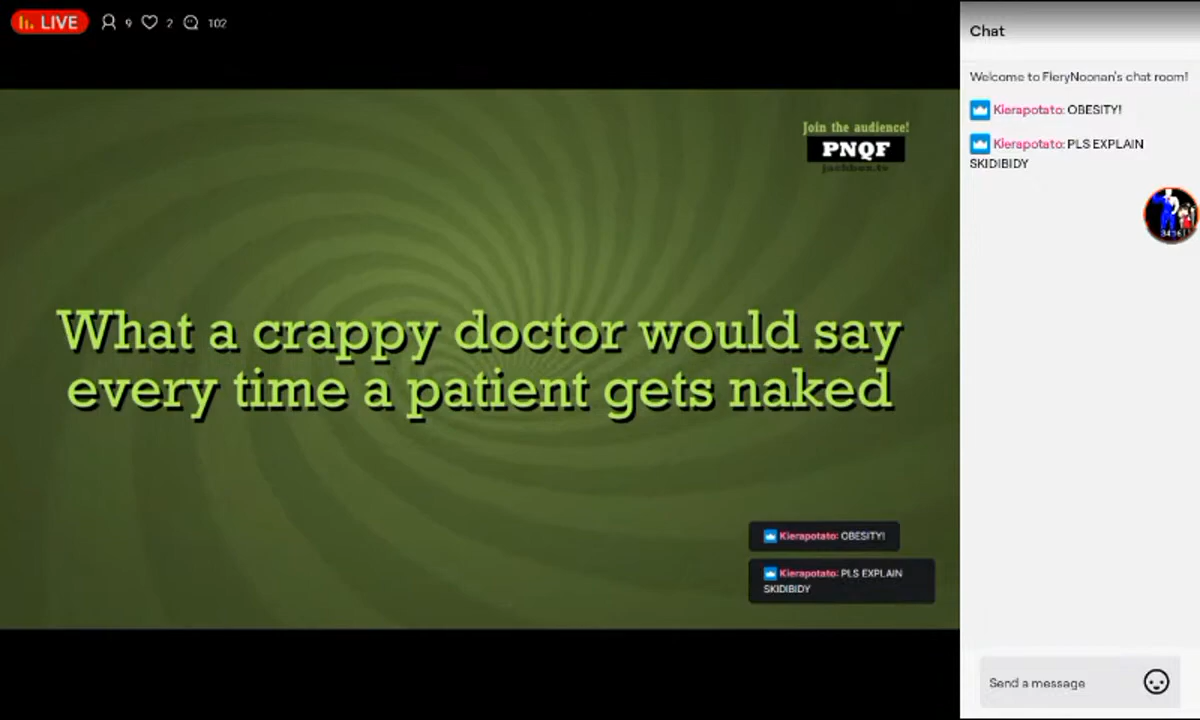 LIVE 9 2 102
Join the audience!
PNQF
jackbox.tv
What a crappy doctor would say
every time a patient gets naked
Kierapotato: OBESITY!
Kierapotato: PLS EXPLAIN
SKIDIBIDY
Chat
Welcome to FieryNoonan's chat room!
Kierapotato: OBESITY!
Kierapotato: PLS EXPLAIN
SKIDIBIDY
Send a message